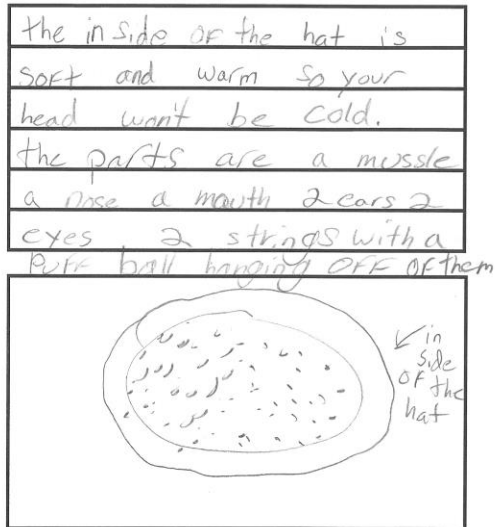 the inside OF the hat is
soft and warm so your
head won't be cold.
the parts are a mussle
a nose a mouth 2 ears 2
eyes 2 strings with a
puff ball hanging OFF OF them
in
side
OF the
hat